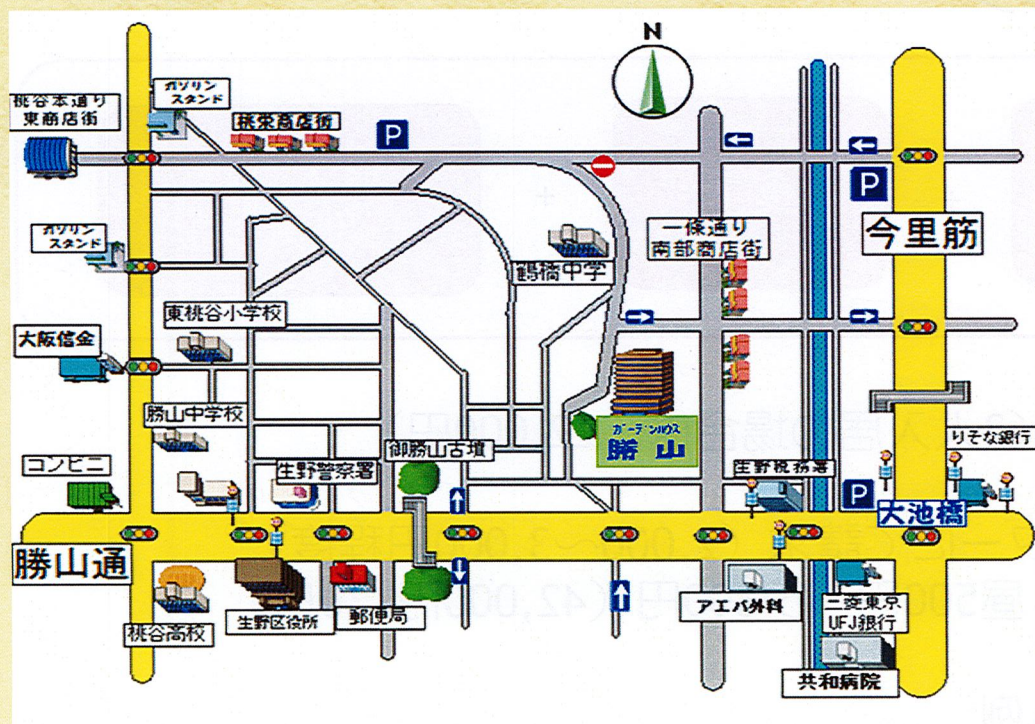 N
ガソリン
スタンド
桃谷本通り
東商店街
桃栄商店街
P
P
今里筋
ガソリン
スタンド
一條通り
南部商店街
鶴橋中学
東桃谷小学校
大阪信金
勝山中学校
ガーデンハウス
勝山
りそな銀行
御勝山古墳
コンビニ
生野警察署
生野税務署
P
大池橋
勝山通
アエバ外科
三菱東京
UFJ銀行
郵便局
生野区役所
桃谷高校
共和病院